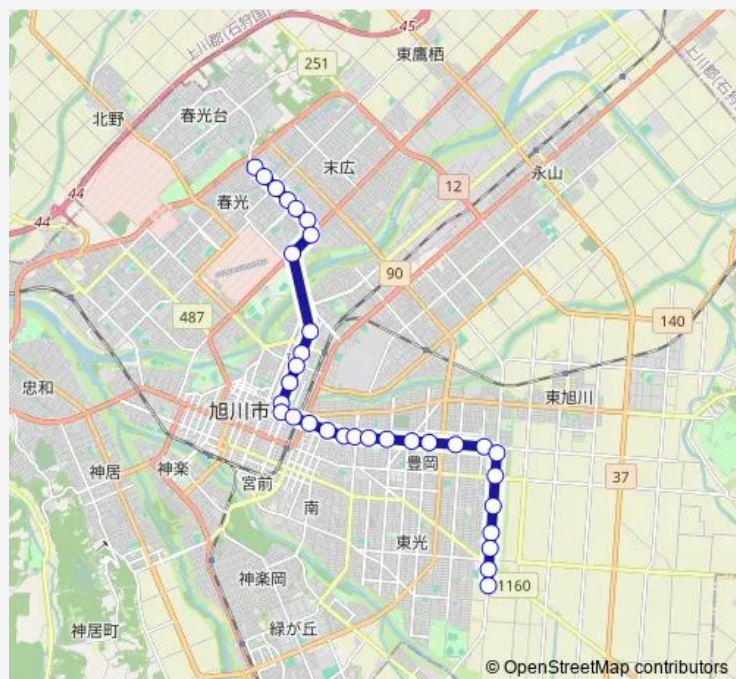 45
東鷹栖
上川郡(石狩国)
251
上川郡(石狩
北野
春光台
末広
永山
12
春光
44
44
90
487
140
忠和
東旭川
旭川市
豊岡
神居
神楽
37
宮前
南
東光
神楽岡
1160
神居町
緑が丘
© OpenStreetMap contributors